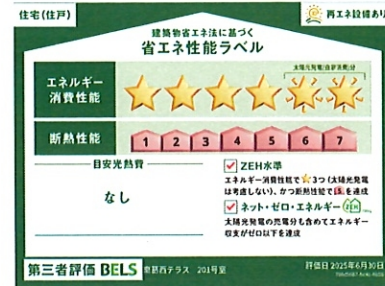 住宅(住戸)
再エネ設備あり
建築物省エネ法に基づく
省エネ性能ラベル
太陽光発電(自家消費)分
エネルギー
消費性能
断熱性能
1 2 3 4 5 6 7
目安光熱費
なし
ZEH水準
エネルギー消費性能で★3つ(太陽光発電
は考慮しない)、かつ断熱性能で5を達成
ネット・ゼロ・エネルギー
太陽光発電の売電分も含めてエネルギー
収支がゼロ以下を達成
第三者評価 BELS
葛西テラス 201号室
評価日 2025年6月30日